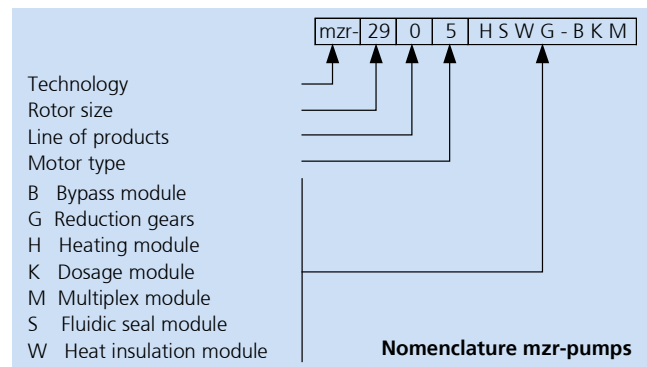 mzr- 29 0 5 H S W G - B K M
Technology
Rotor size
Line of products
Motor type
B Bypass module
G Reduction gears
H Heating module
K Dosage module
M Multiplex module
S Fluidic seal module
W Heat insulation module
Nomenclature mzr-pumps